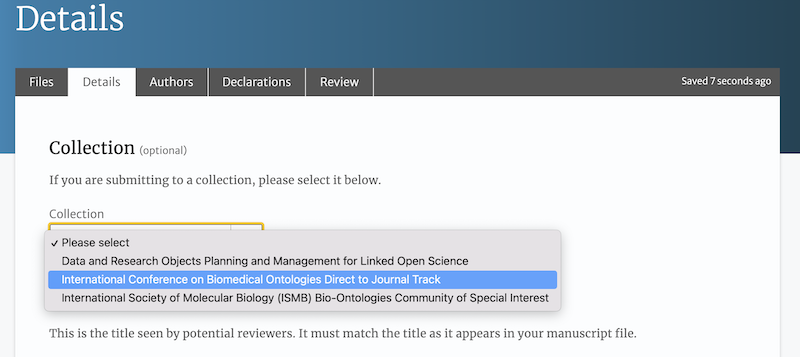 Details
Files Details Authors Declarations Review Saved 7 seconds ago
Collection (optional)
If you are submitting to a collection, please select it below.
Collection
✓ Please select
Data and Research Objects Planning and Management for Linked Open Science
International Conference on Biomedical Ontologies Direct to Journal Track
International Society of Molecular Biology (ISMB) Bio-Ontologies Community of Special Interest
This is the title seen by potential reviewers. It must match the title as it appears in your manuscript file.